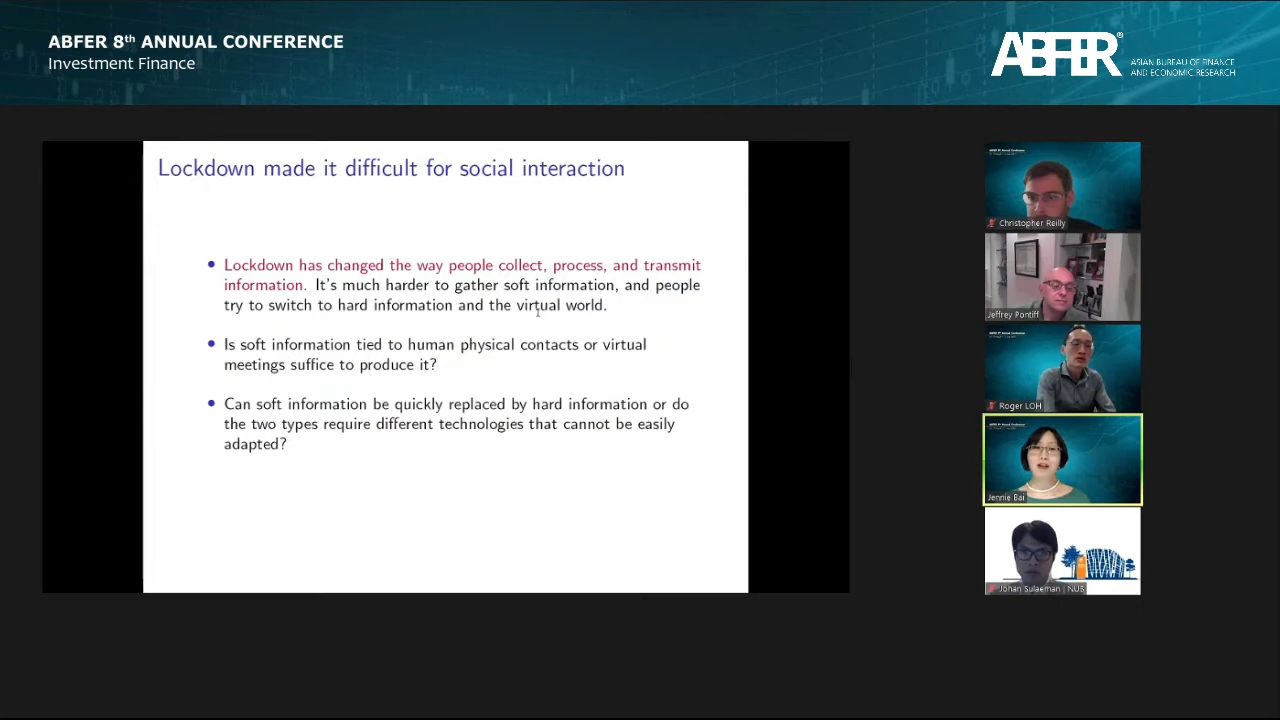 ABFER 8th ANNUAL CONFERENCE
Investment Finance
ABFER®
ASIAN BUREAU OF FINANCE
AND ECONOMIC RESEARCH
Lockdown made it difficult for social interaction
• Lockdown has changed the way people collect, process, and transmit
information. It's much harder to gather soft information, and people
try to switch to hard information and the virtual world.
• Is soft information tied to human physical contacts or virtual
meetings suffice to produce it?
• Can soft information be quickly replaced by hard information or do
the two types require different technologies that cannot be easily
adapted?
Christopher Reilly
Jeffrey Pontiff
Roger LOH
Jennie Bai
Johan Sulaeman | NUS